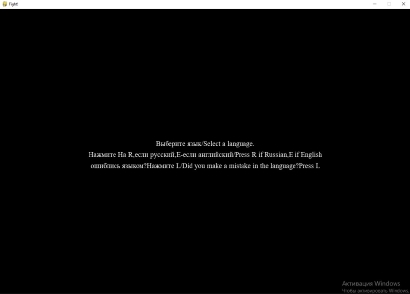 Fight
Выберите язык/Select a language.
Нажмите На R,если русский,E-если английский/Press R if Russian,E if English
ошиблись языком?Нажмите L/Did you make a mistake in the language?Press L
Активация Windows
Чтобы активировать Windows,